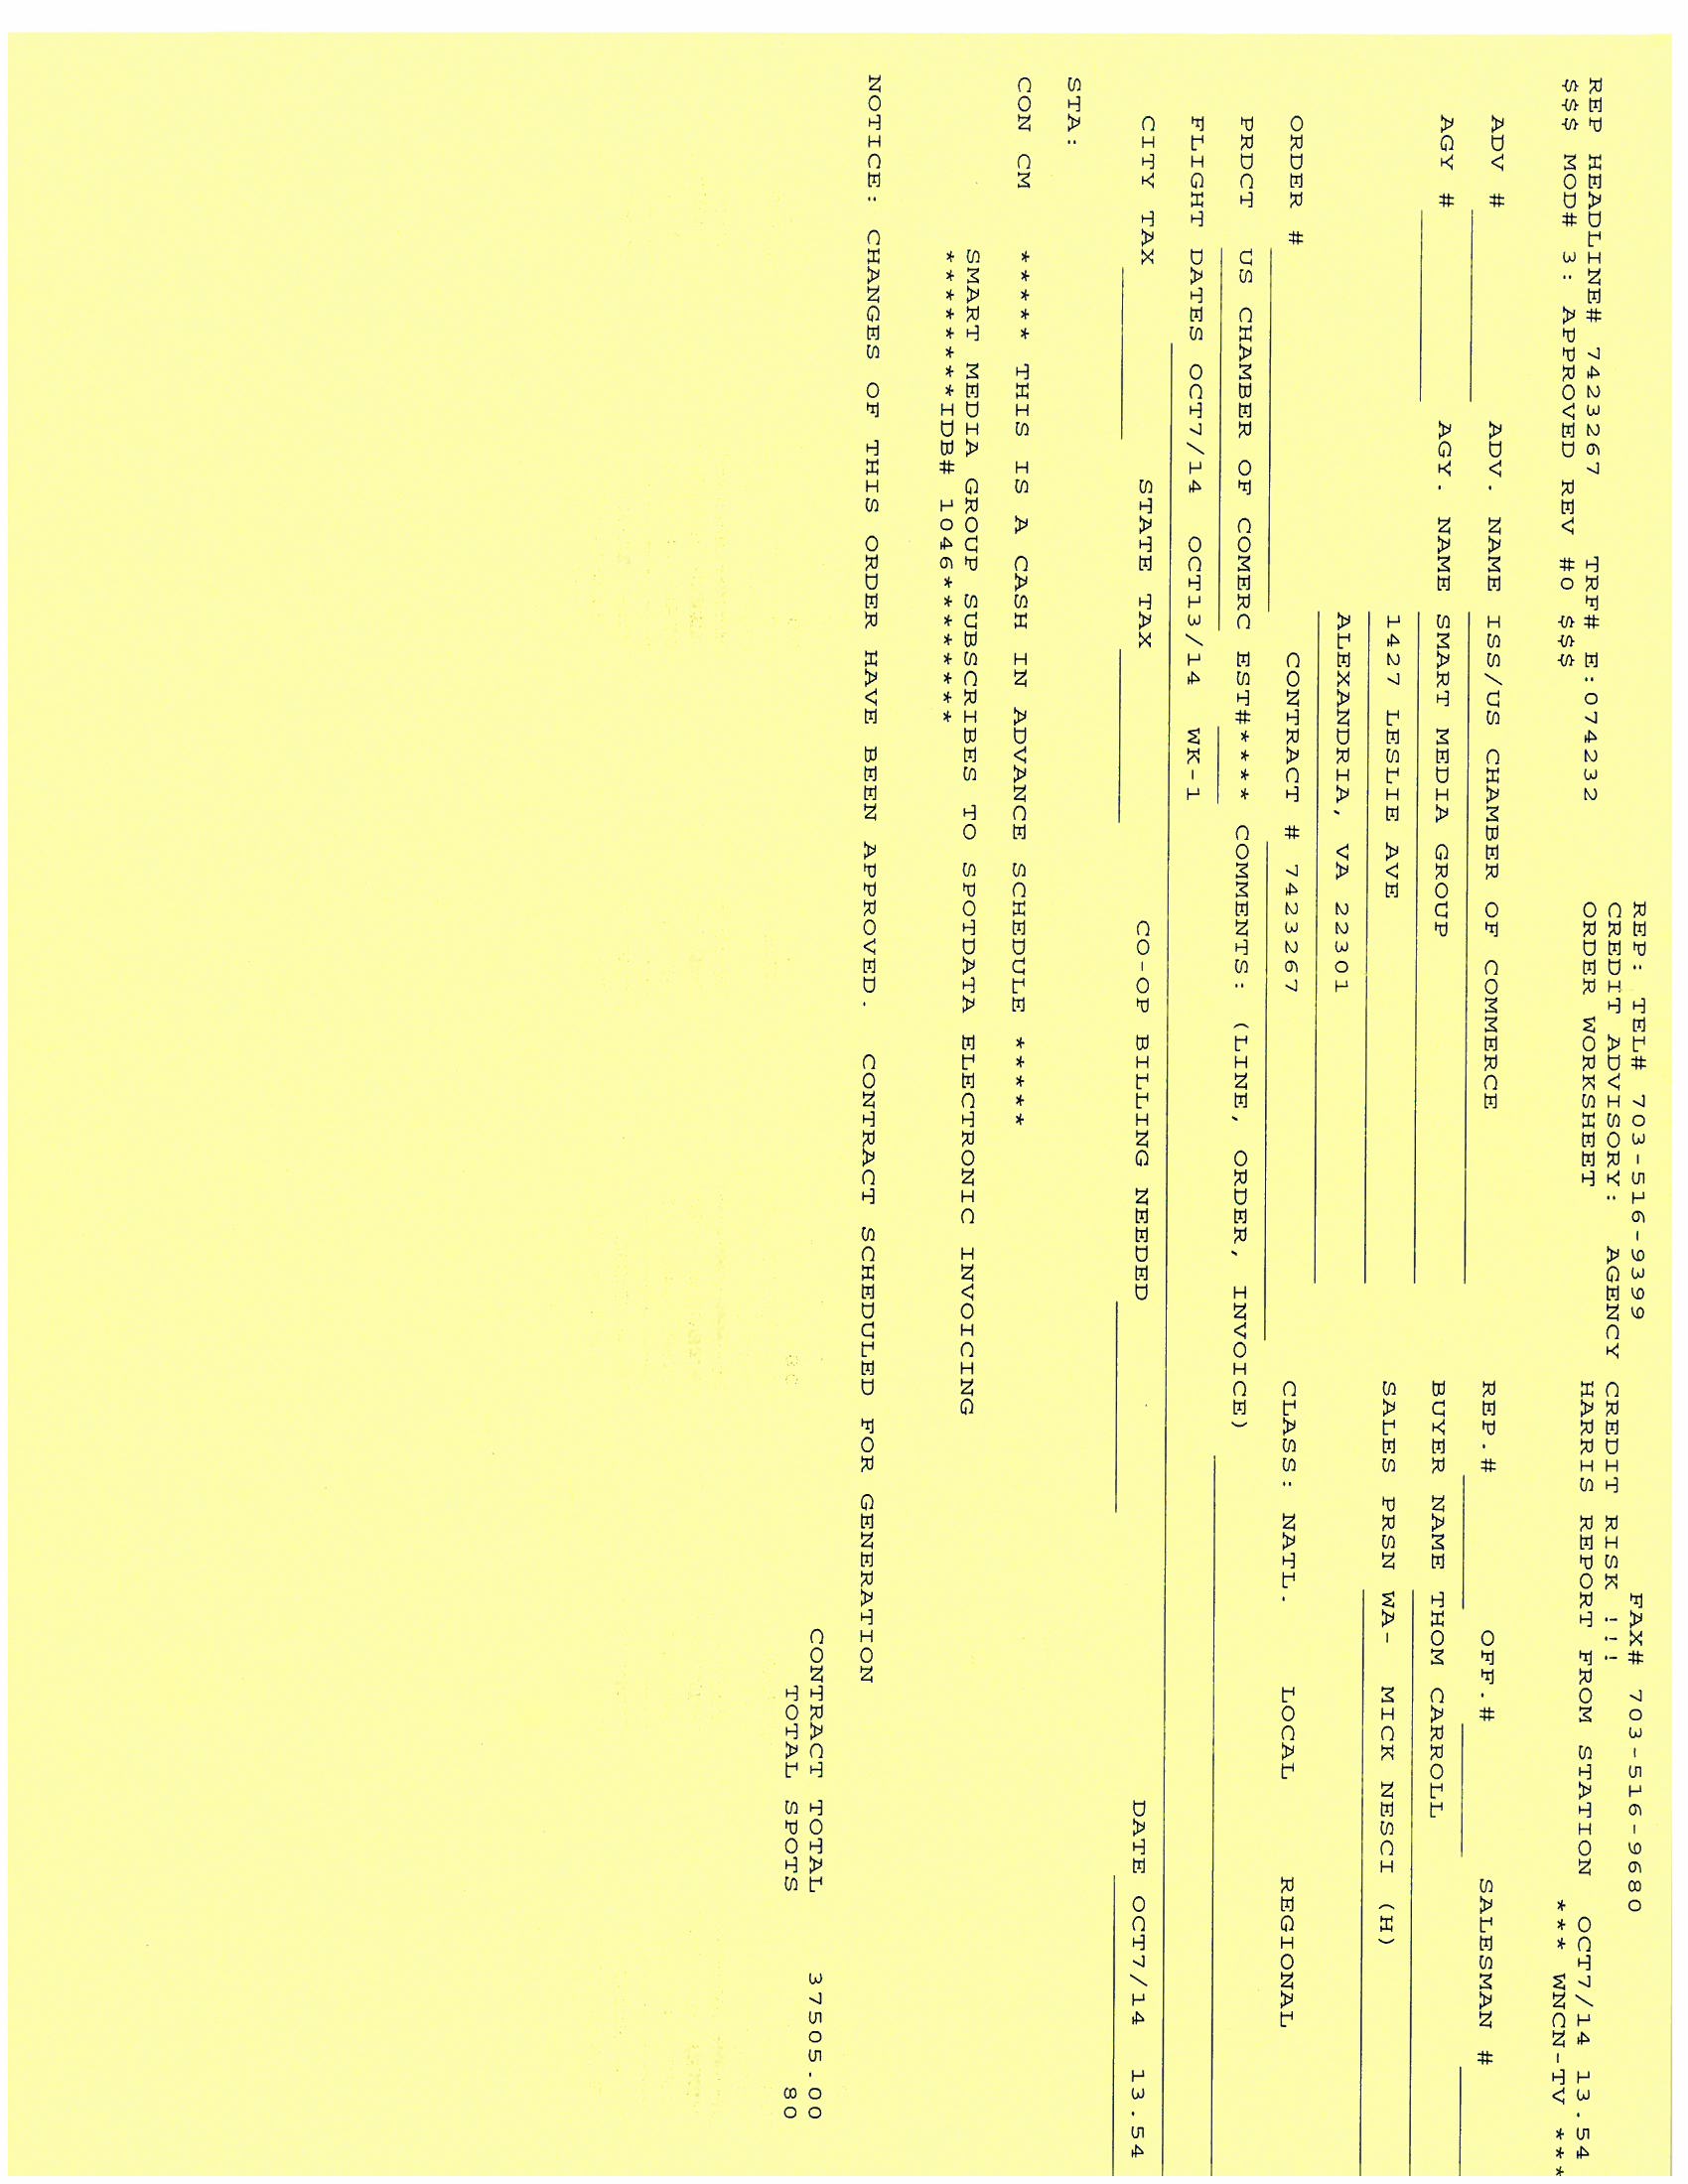 REP: TEL# 703-516-9399 FAX# 703-516-9680
CREDIT ADVISORY: AGENCY CREDIT RISK !!! OCT7/14 13.54
ORDER WORKSHEET HARRIS REPORT FROM STATION *** WNCN-TV ***
REP HEADLINE# 7423267 TRF# E:074232
$$$ MOD# 3: APPROVED REV #0 $$$
ADV # ADV. NAME ISS/US CHAMBER OF COMMERCE REP.# OFF.# SALESMAN #
AGY # AGY. NAME SMART MEDIA GROUP BUYER NAME THOM CARROLL
1427 LESLIE AVE SALES PRSN WA- MICK NESCI (H)
ALEXANDRIA, VA 22301
ORDER # CONTRACT # 7423267 CLASS: NATL. LOCAL REGIONAL
PRDCT US CHAMBER OF COMERC EST#**** COMMENTS: (LINE, ORDER, INVOICE)
FLIGHT DATES OCT7/14 OCT13/14 WK-1
CITY TAX STATE TAX CO-OP BILLING NEEDED DATE OCT7/14 13.54
STA:
CON CM ***** THIS IS A CASH IN ADVANCE SCHEDULE *****
SMART MEDIA GROUP SUBSCRIBES TO SPOTDATA ELECTRONIC INVOICING
********IDB# 1046********
NOTICE: CHANGES OF THIS ORDER HAVE BEEN APPROVED. CONTRACT SCHEDULED FOR GENERATION
CONTRACT TOTAL 37505.00
TOTAL SPOTS 80